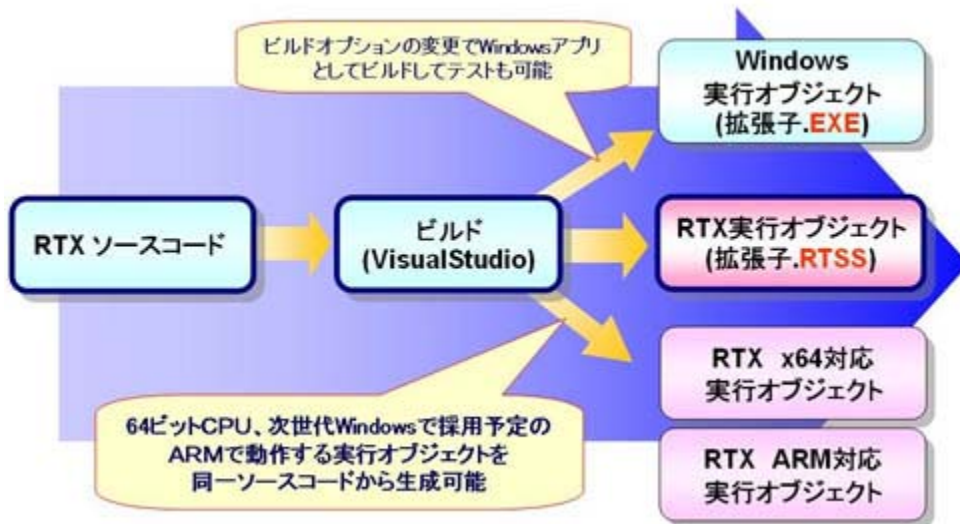 ビルドオプションの変更でWindowsアプリ
としてビルドしてテストも可能
Windows
実行オブジェクト
(拡張子.EXE)
RTX ソースコード
ビルド
(VisualStudio)
RTX実行オブジェクト
(拡張子.RTSS)
RTX x64対応
実行オブジェクト
64ビットCPU、次世代Windowsで採用予定の
ARMで動作する実行オブジェクトを
同一ソースコードから生成可能
RTX ARM対応
実行オブジェクト